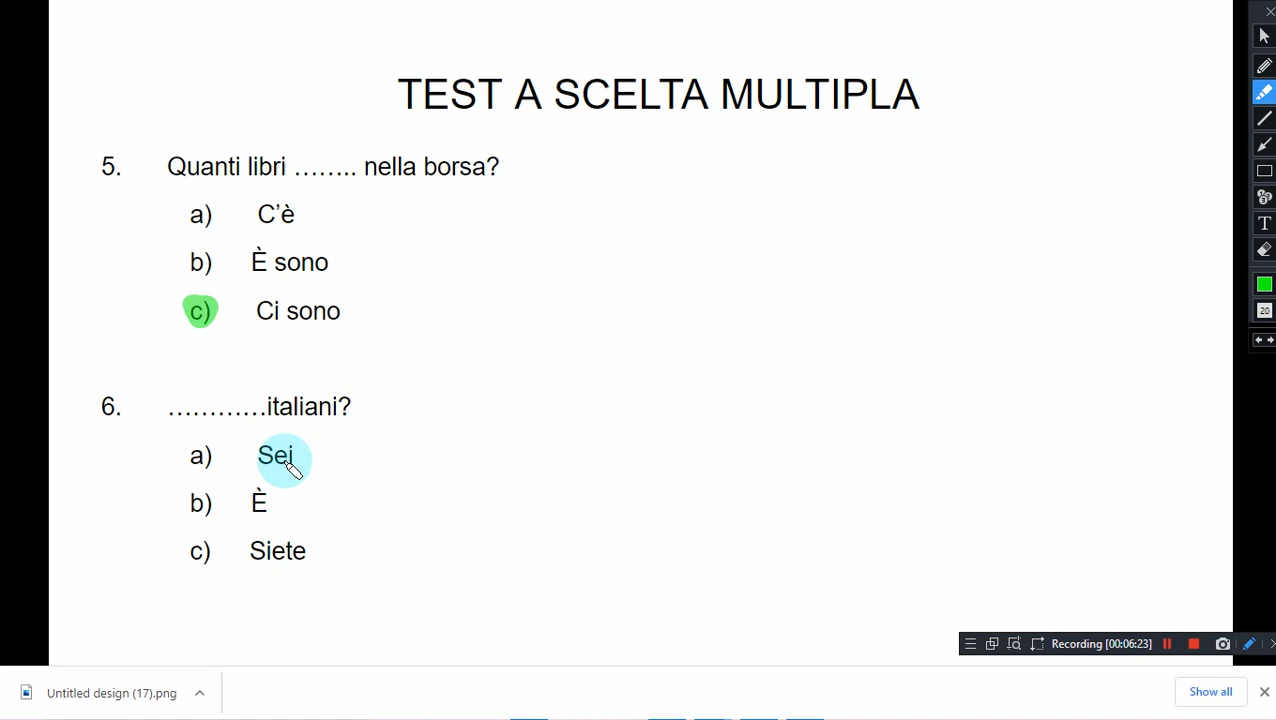 TEST A SCELTA MULTIPLA
5. Quanti libri …….. nella borsa?
a) C’è
b) È sono
c) Ci sono
6. …………italiani?
a) Sei
b) È
c) Siete
T
20
Recording [00:06:23]
Untitled design (17).png
Show all